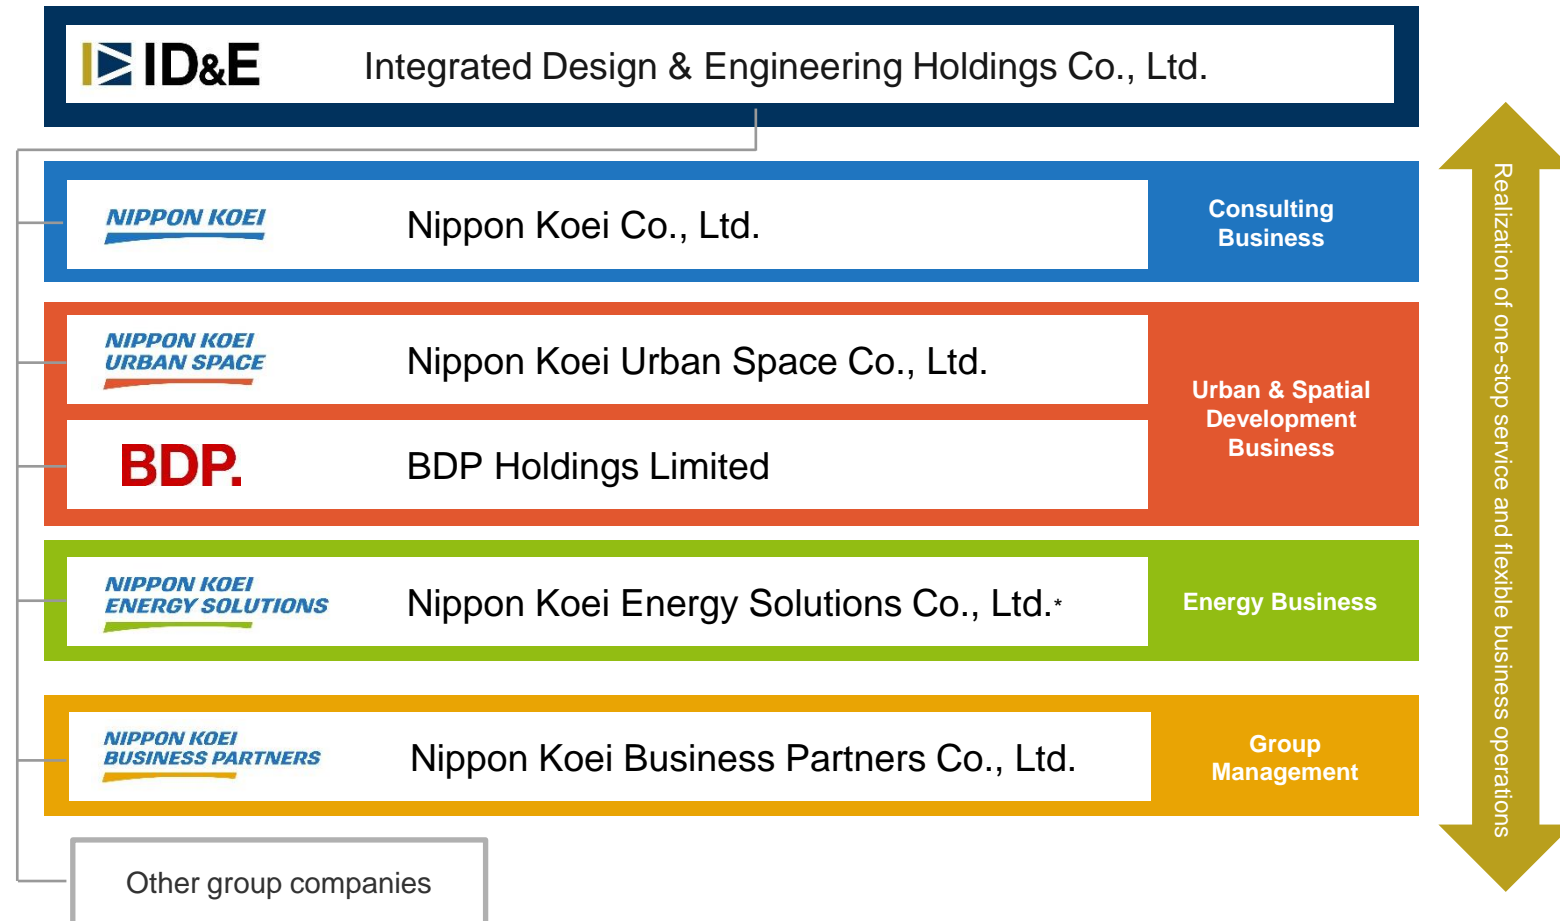 ID&E
Integrated Design & Engineering Holdings Co., Ltd.
NIPPON KOEI
Nippon Koei Co., Ltd.
Consulting
Business
NIPPON KOEI
URBAN SPACE
Nippon Koei Urban Space Co., Ltd.
BDP.
BDP Holdings Limited
Urban & Spatial
Development
Business
NIPPON KOEI
ENERGY SOLUTIONS
Nippon Koei Energy Solutions Co., Ltd.*
Energy Business
NIPPON KOEI
BUSINESS PARTNERS
Nippon Koei Business Partners Co., Ltd.
Group
Management
Other group companies
Realization of one-stop service and flexible business operations